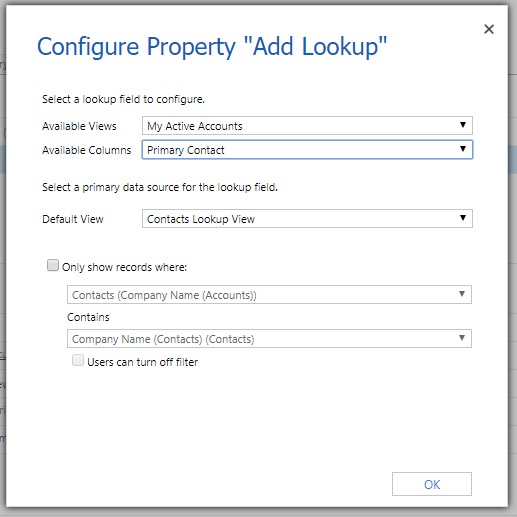 Configure Property "Add Lookup"
Select a lookup field to configure.
Available Views My Active Accounts
Available Columns Primary Contact
Select a primary data source for the lookup field.
Default View Contacts Lookup View
Only show records where:
Contacts (Company Name (Accounts))
Contains
Company Name (Contacts) (Contacts)
Users can turn off filter
OK